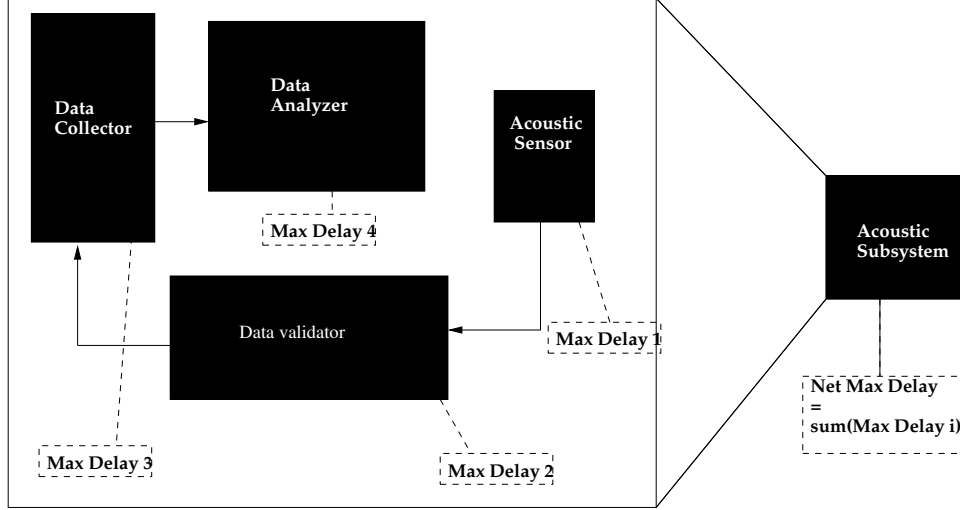 Data
Collector
Data
Analyzer
Acoustic
Sensor
Max Delay 4
Acoustic
Subsystem
Data validator
Max Delay 1
Net Max Delay
=
sum(Max Delay i)
Max Delay 3
Max Delay 2